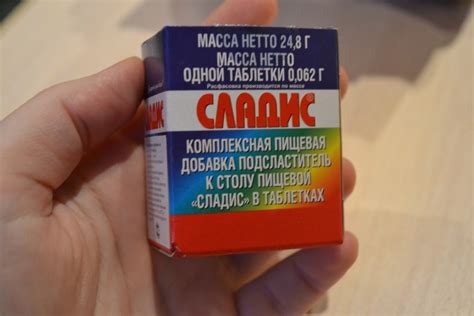 МАССА НЕТТО 24,8 Г
МАССА НЕТТО
ОДНОЙ ТАБЛЕТКИ 0,062 Г
Расфасовка производится по массе
СЛАДИС
КОМПЛЕКСНАЯ ПИЩЕВАЯ
ДОБАВКА ПОДСЛАСТИТЕЛЬ
К СТОЛУ ПИЩЕВОЙ
«СЛАДИС» В ТАБЛЕТКАХ